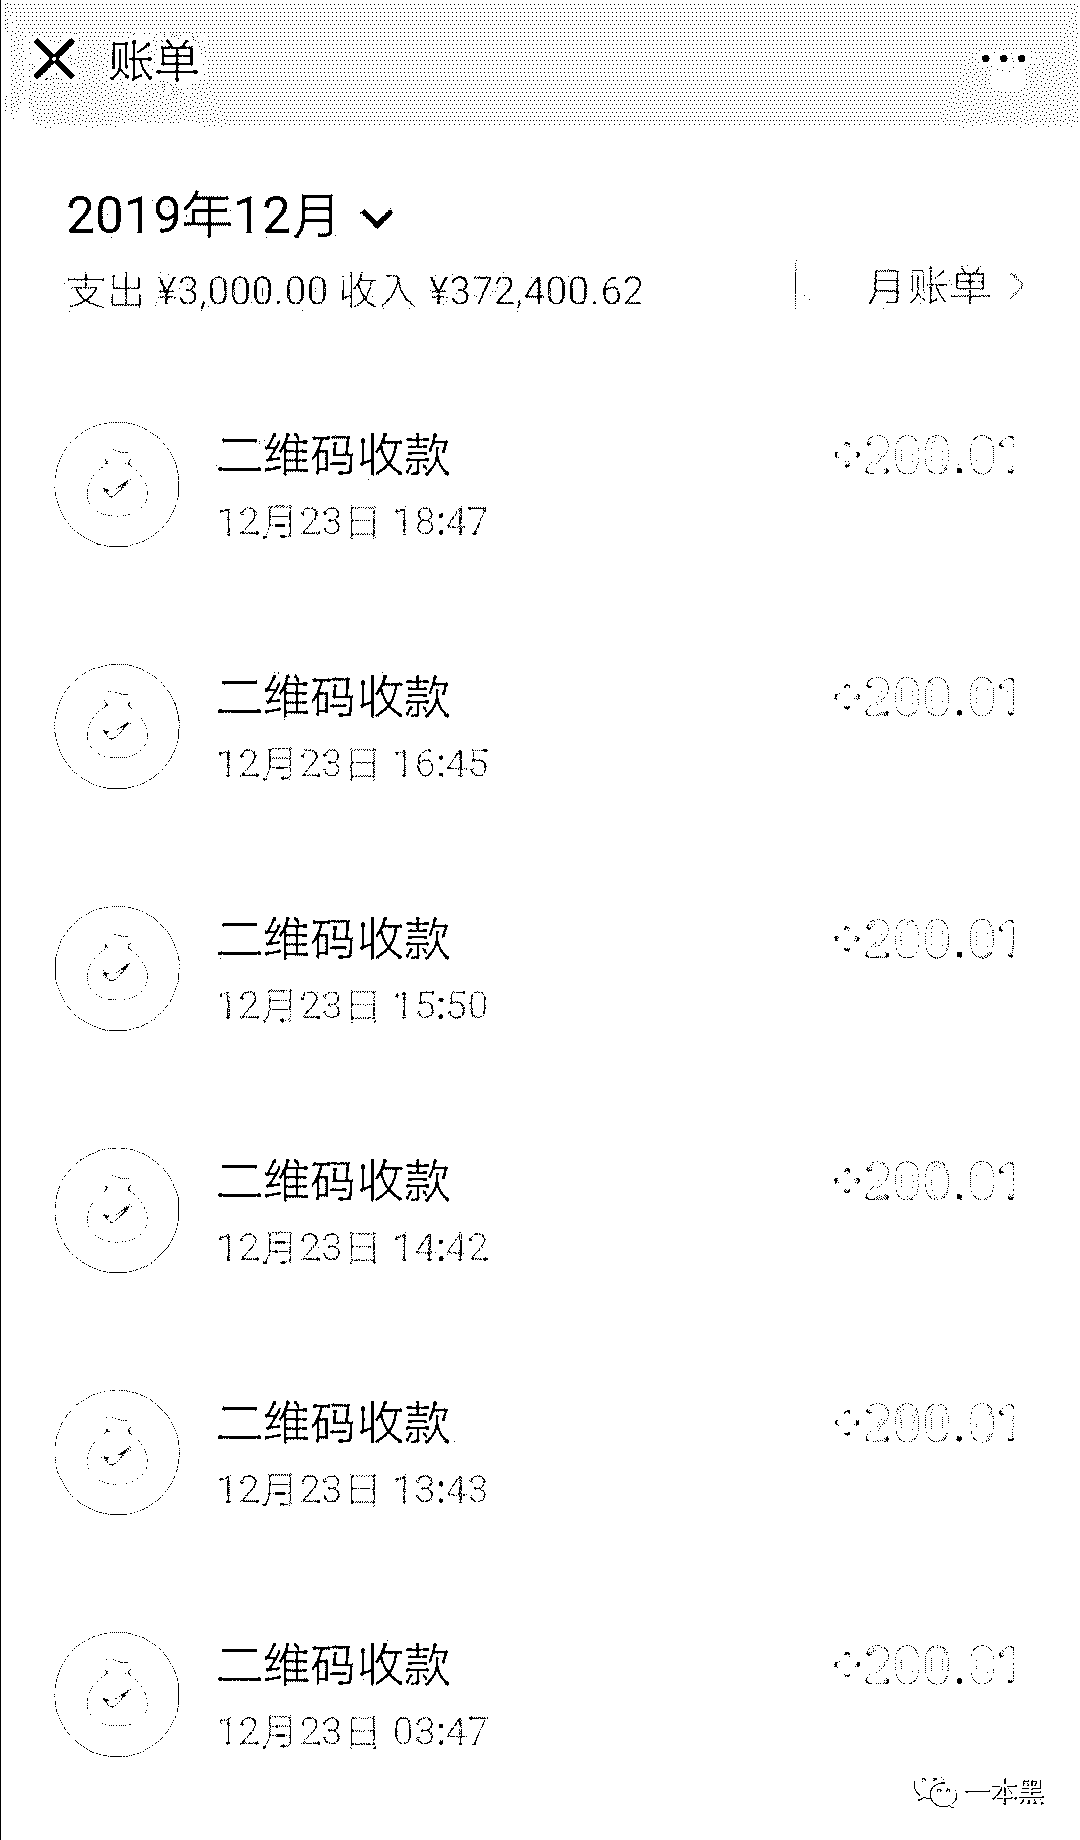 账单
2019年12月
支出 ¥3,000.00 收入 ¥372,400.62
月账单
二维码收款
+200.01
12月23日 18:47
二维码收款
+200.01
12月23日 16:45
二维码收款
+200.01
12月23日 15:50
二维码收款
+200.01
12月23日 14:42
二维码收款
+200.01
12月23日 13:43
二维码收款
+200.01
12月23日 03:47
一本黑